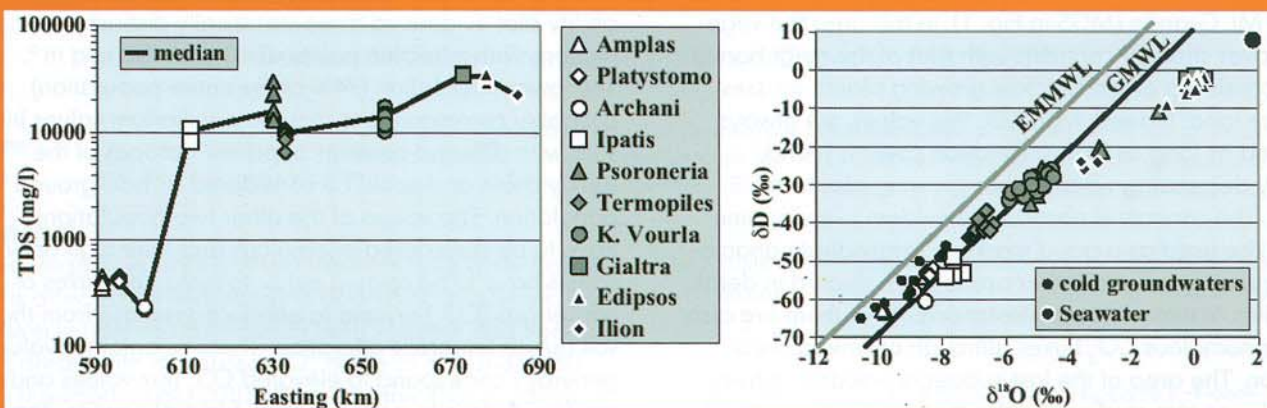 TDS (mg/l)
100000
10000
1000
100
median
590
610
630
650
670
690
Easting (km)
Amplas
Platystomo
Archani
Ipatis
Psoroneria
Termopiles
K. Vourla
Gialtra
Edipsos
Ilion
δD (‰)
10
0
-10
-20
-30
-40
-50
-60
-70
EMMWL
GMWL
cold groundwaters
Seawater
-12
-10
-8
-6
-4
-2
0
2
δ¹⁸O (‰)